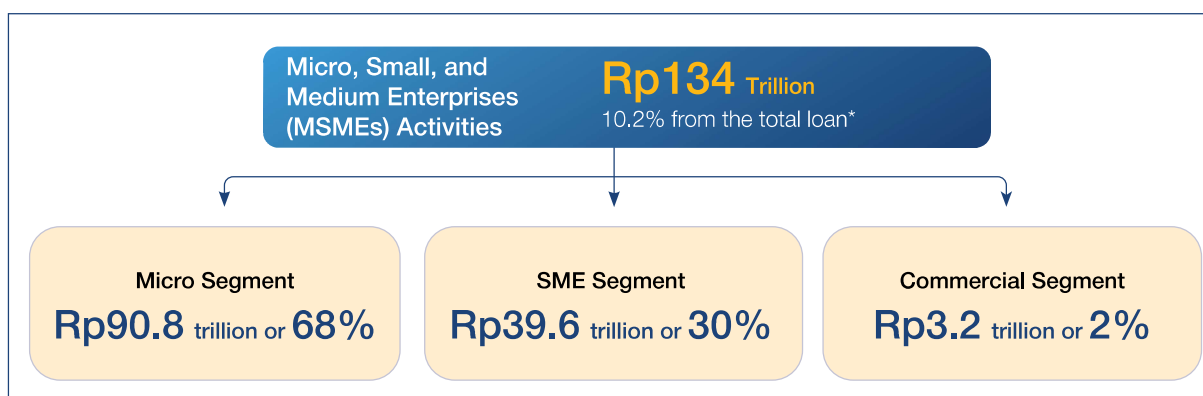 Micro, Small, and
Medium Enterprises
(MSMEs) Activities
Rp134 Trillion
10.2% from the total loan*
Micro Segment
Rp90.8 trillion or 68%
SME Segment
Rp39.6 trillion or 30%
Commercial Segment
Rp3.2 trillion or 2%